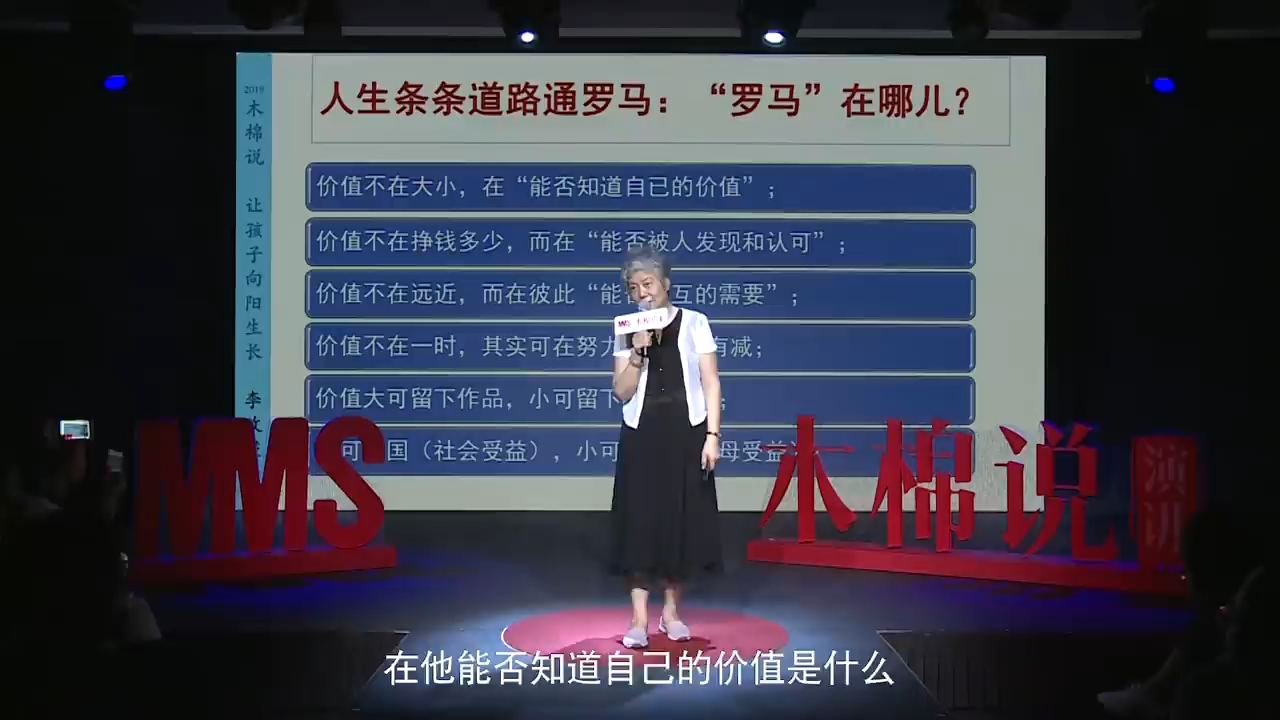 人生条条道路通罗马：“罗马”在哪儿？
2019 木棉说 让孩子向阳生长 李
价值不在大小，在“能否知道自已的价值”；
价值不在挣钱多少，而在“能否被人发现和认可”；
价值不在远近，而在彼此“能 互的需要”；
价值不在一时，其实可在努 有减；
价值大可留下作品，小可留下 ；
可 国（社会受益），小可 母受益
MMS
木棉说
演讲
在他能否知道自己的价值是什么